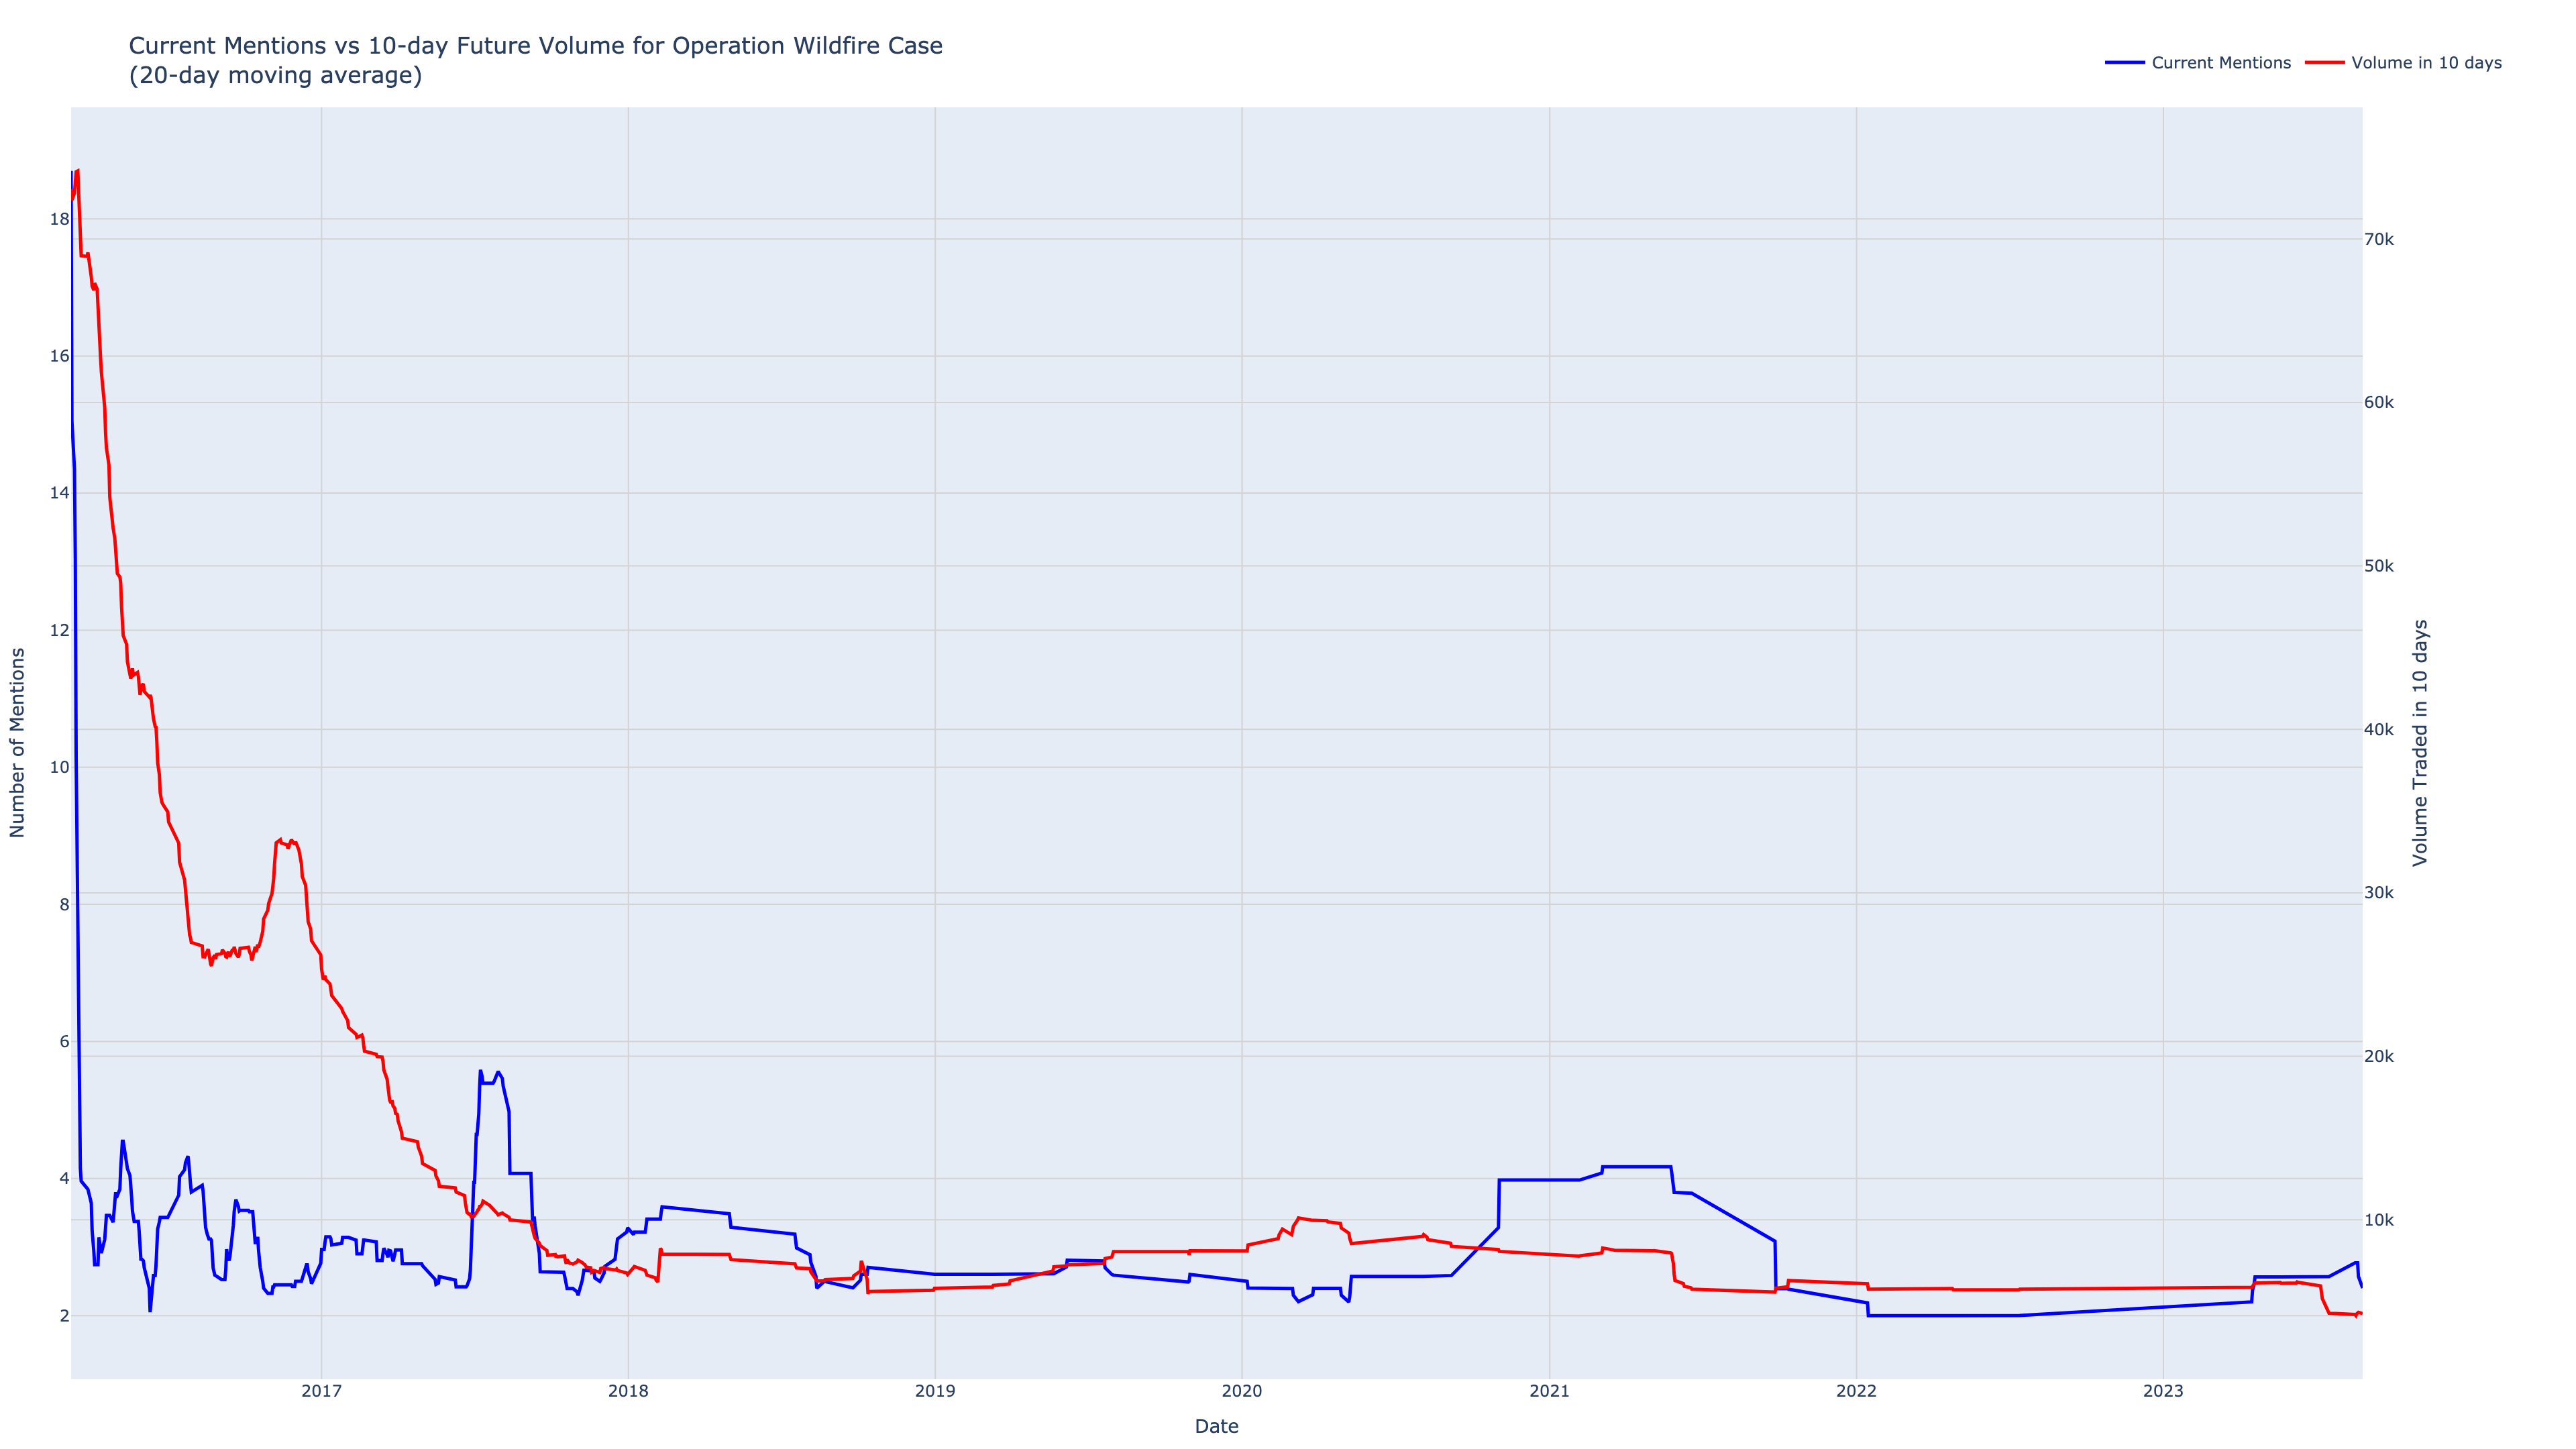 Current Mentions vs 10-day Future Volume for Operation Wildfire Case
(20-day moving average)
Current Mentions
Volume in 10 days
18
16
14
12
10
8
6
4
2
Number of Mentions
70k
60k
50k
40k
30k
20k
10k
Volume Traded in 10 days
2017
2018
2019
2020
2021
2022
2023
Date